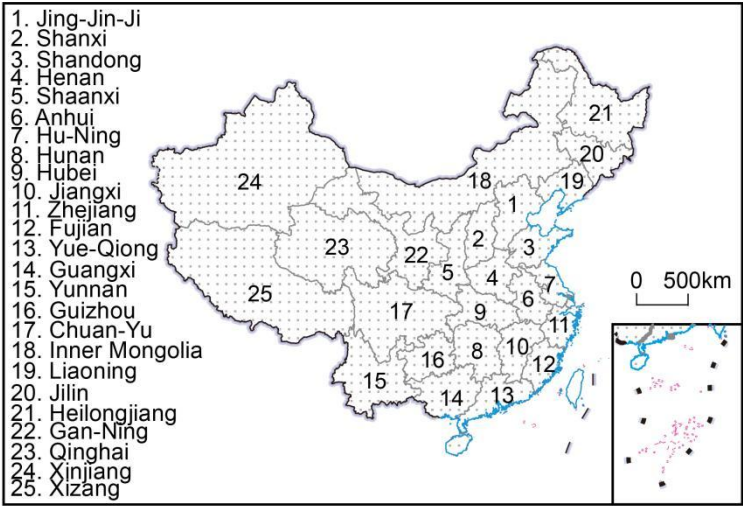 1. Jing-Jin-Ji
2. Shanxi
3. Shandong
4. Henan
5. Shaanxi
6. Anhui
7. Hu-Ning
8. Hunan
9. Hubei
10. Jiangxi
11. Zhejiang
12. Fujian
13. Yue-Qiong
14. Guangxi
15. Yunnan
16. Guizhou
17. Chuan-Yu
18. Inner Mongolia
19. Liaoning
20. Jilin
21. Heilongjiang
22. Gan-Ning
23. Qinghai
24. Xinjiang
25. Xizang
21
20
19
18
24
1
2
3
23
22
5
4
25
17
9
6
7
11
16
8
10
12
15
14
13
0 500km